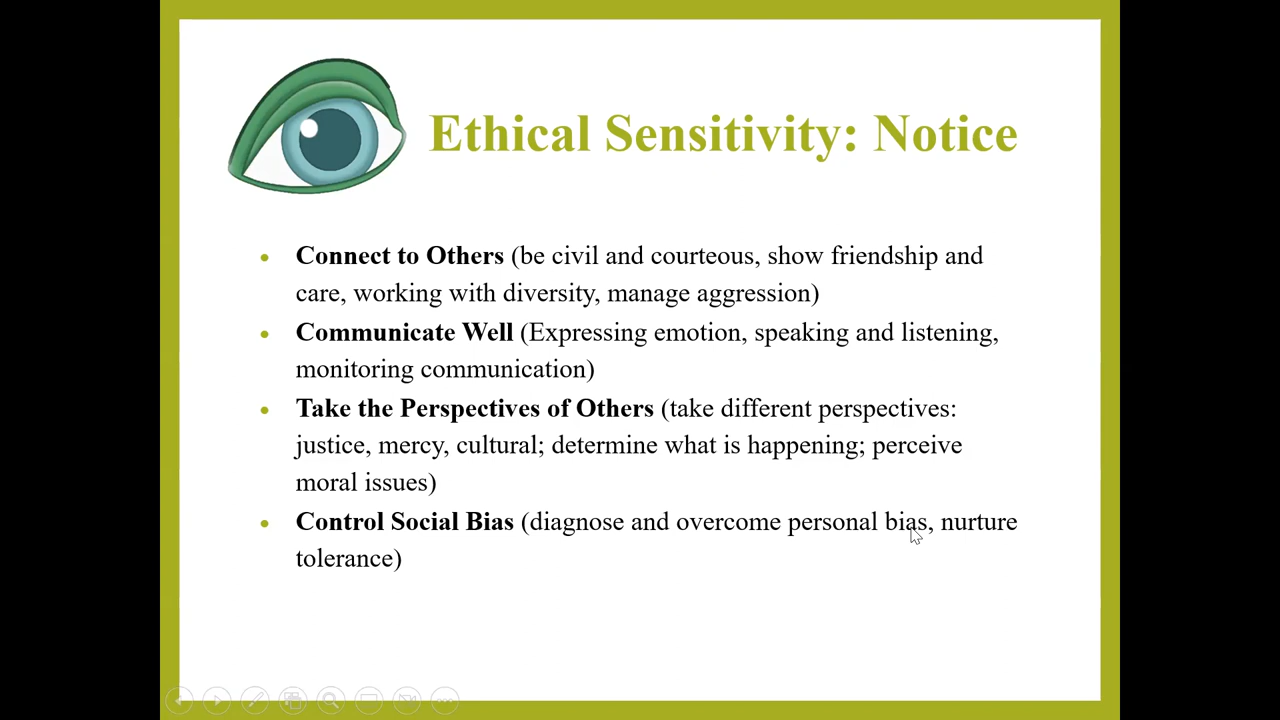 Ethical Sensitivity: Notice
• Connect to Others (be civil and courteous, show friendship and
care, working with diversity, manage aggression)
• Communicate Well (Expressing emotion, speaking and listening,
monitoring communication)
• Take the Perspectives of Others (take different perspectives:
justice, mercy, cultural; determine what is happening; perceive
moral issues)
• Control Social Bias (diagnose and overcome personal bias, nurture
tolerance)